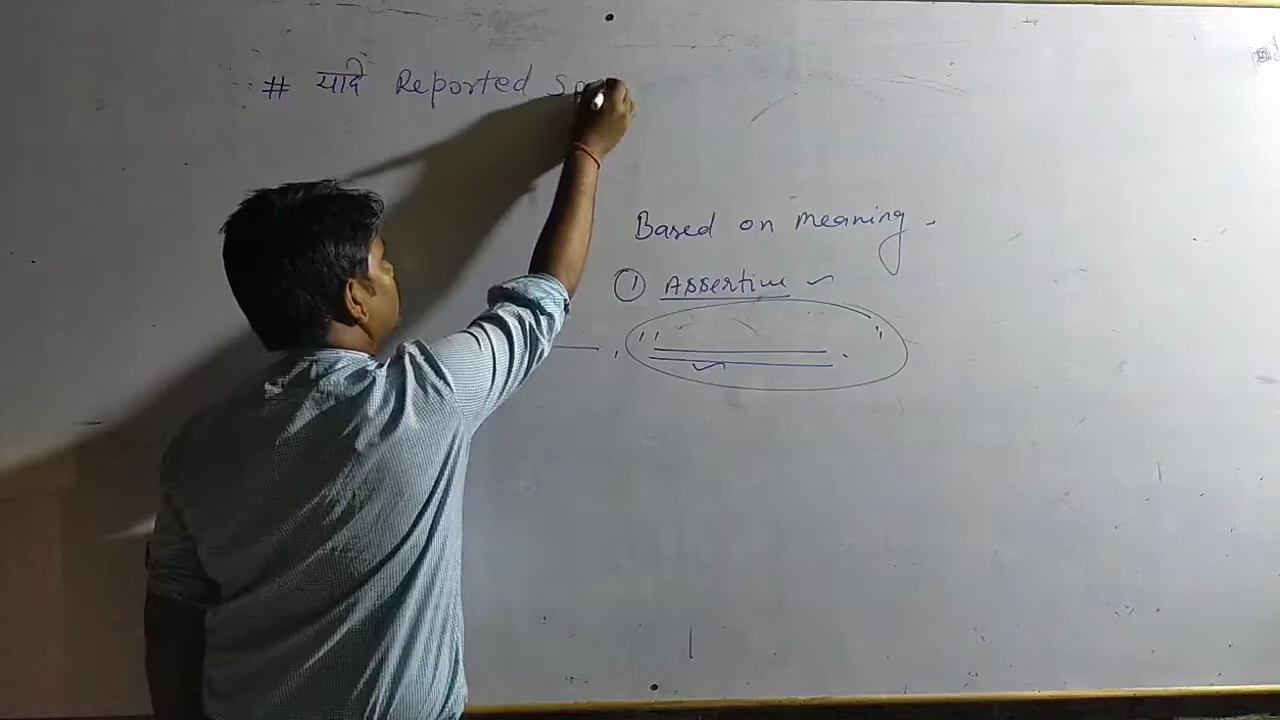 # यदि Reported Sp
Based on Meaning.
① Assertive ✓
, " ."